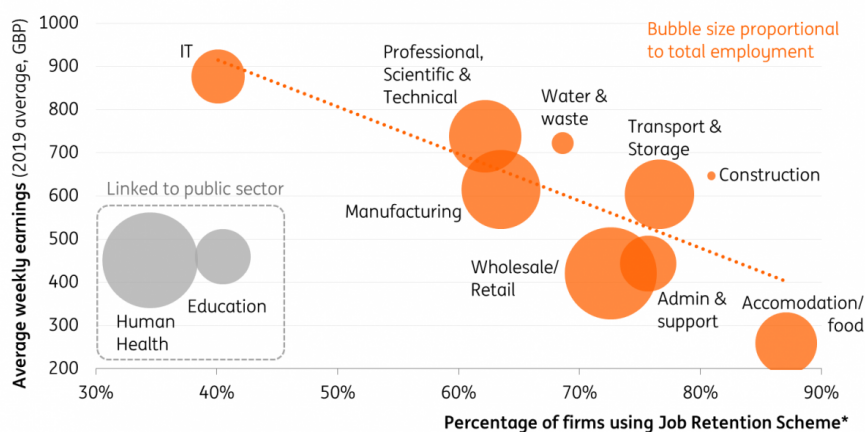 Average weekly earnings (2019 average, GBP)
1000
900
800
700
600
500
400
300
200
Bubble size proportional
to total employment
IT
Professional,
Scientific &
Technical
Water &
waste
Transport &
Storage
Construction
Linked to public sector
Manufacturing
Wholesale/
Retail
Admin &
support
Accomodation/
food
Education
Human
Health
30%
40%
50%
60%
70%
80%
90%
Percentage of firms using Job Retention Scheme*